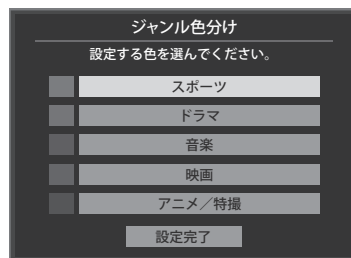 ジャンル色分け
設定する色を選んでください。
スポーツ
ドラマ
音楽
映画
アニメ／特撮
設定完了